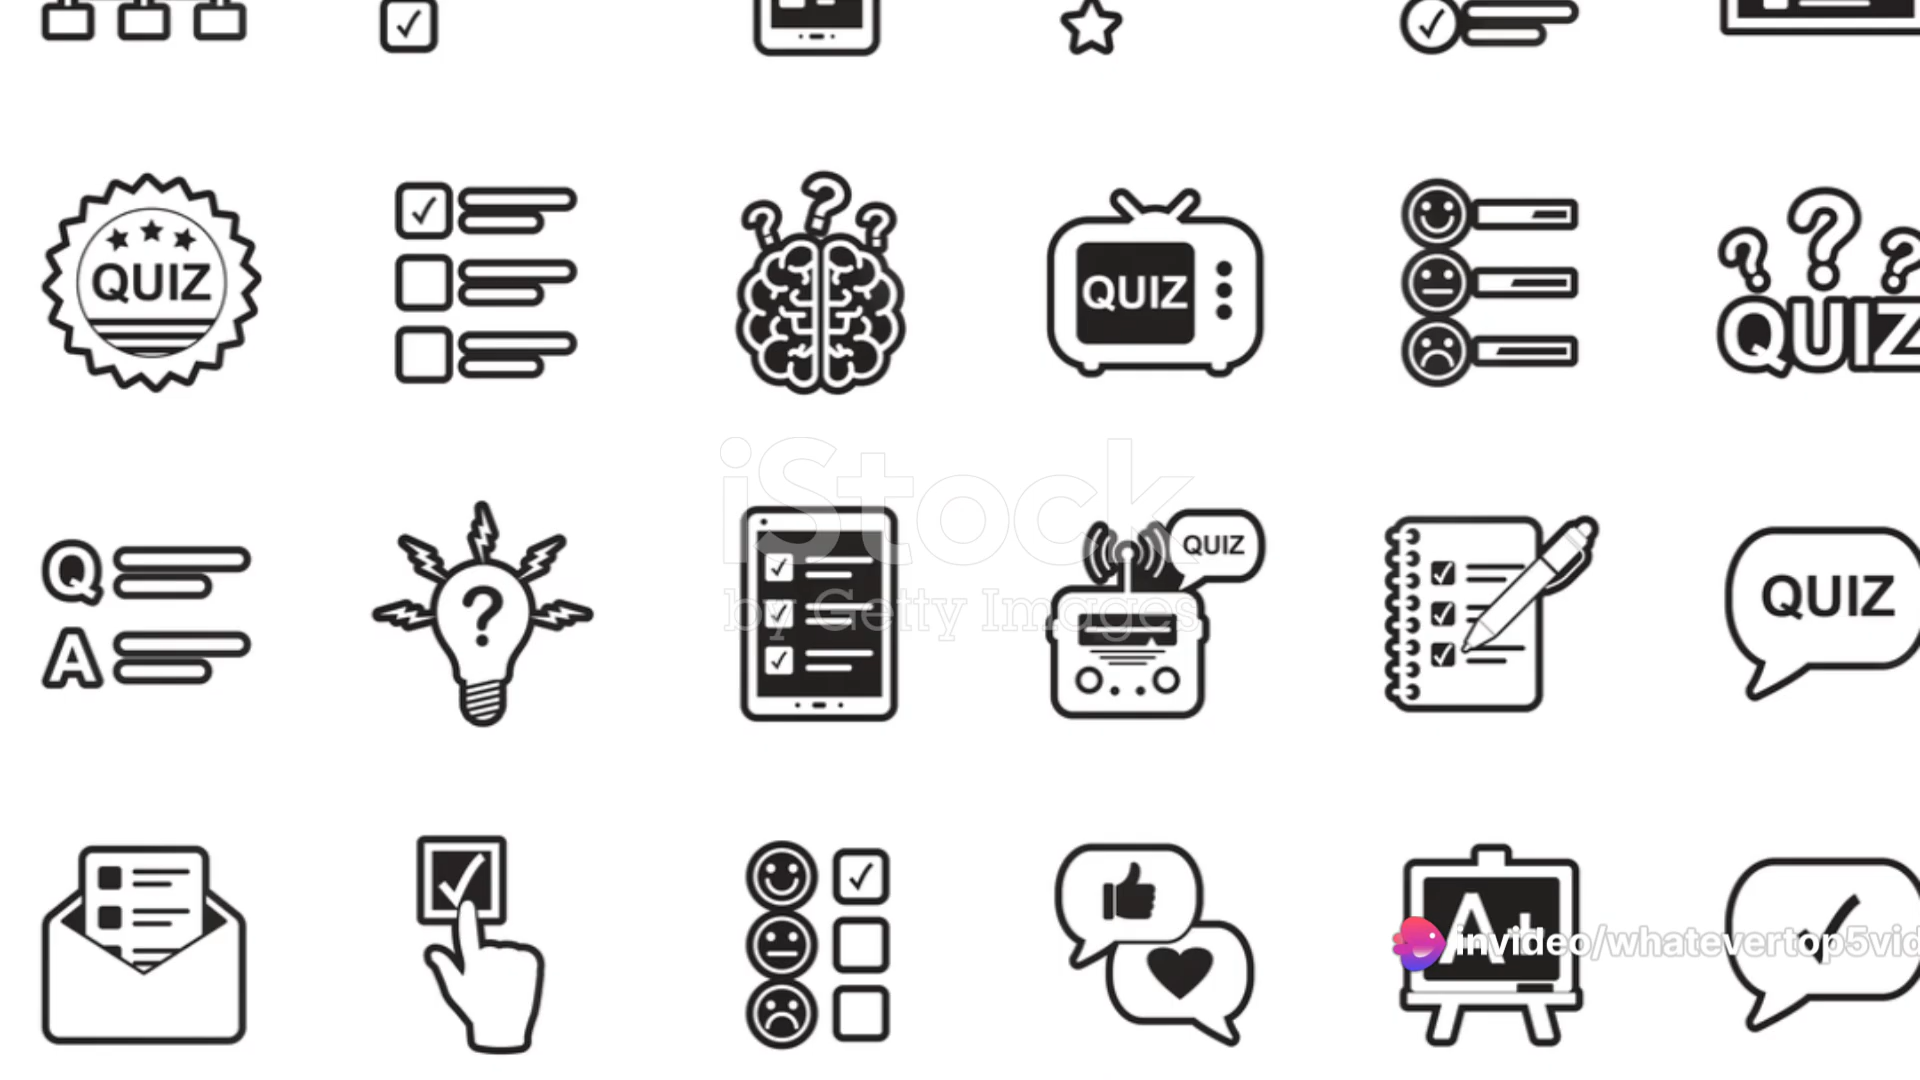 QUIZ
QUIZ
QUIZ
iStock
by Getty Images
Q
A
QUIZ
QUIZ
A+
invideo/whatevertop5vid